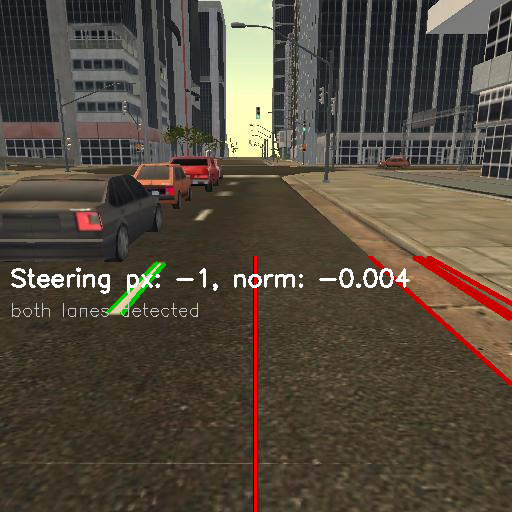 Steering px: −1, norm: −0.004
both lanes detected